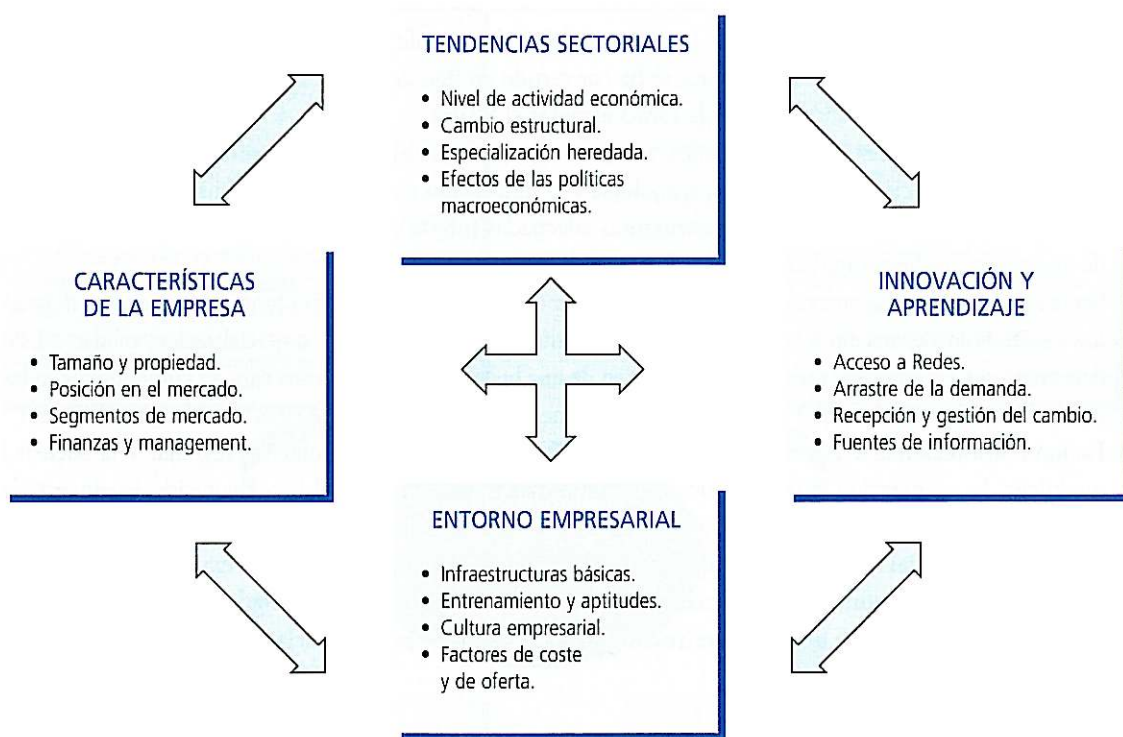 TENDENCIAS SECTORIALES
• Nivel de actividad económica.
• Cambio estructural.
• Especialización heredada.
• Efectos de las políticas
macroeconómicas.
CARACTERÍSTICAS
DE LA EMPRESA
• Tamaño y propiedad.
• Posición en el mercado.
• Segmentos de mercado.
• Finanzas y management.
INNOVACIÓN Y
APRENDIZAJE
• Acceso a Redes.
• Arrastre de la demanda.
• Recepción y gestión del cambio.
• Fuentes de información.
ENTORNO EMPRESARIAL
• Infraestructuras básicas.
• Entrenamiento y aptitudes.
• Cultura empresarial.
• Factores de coste
y de oferta.